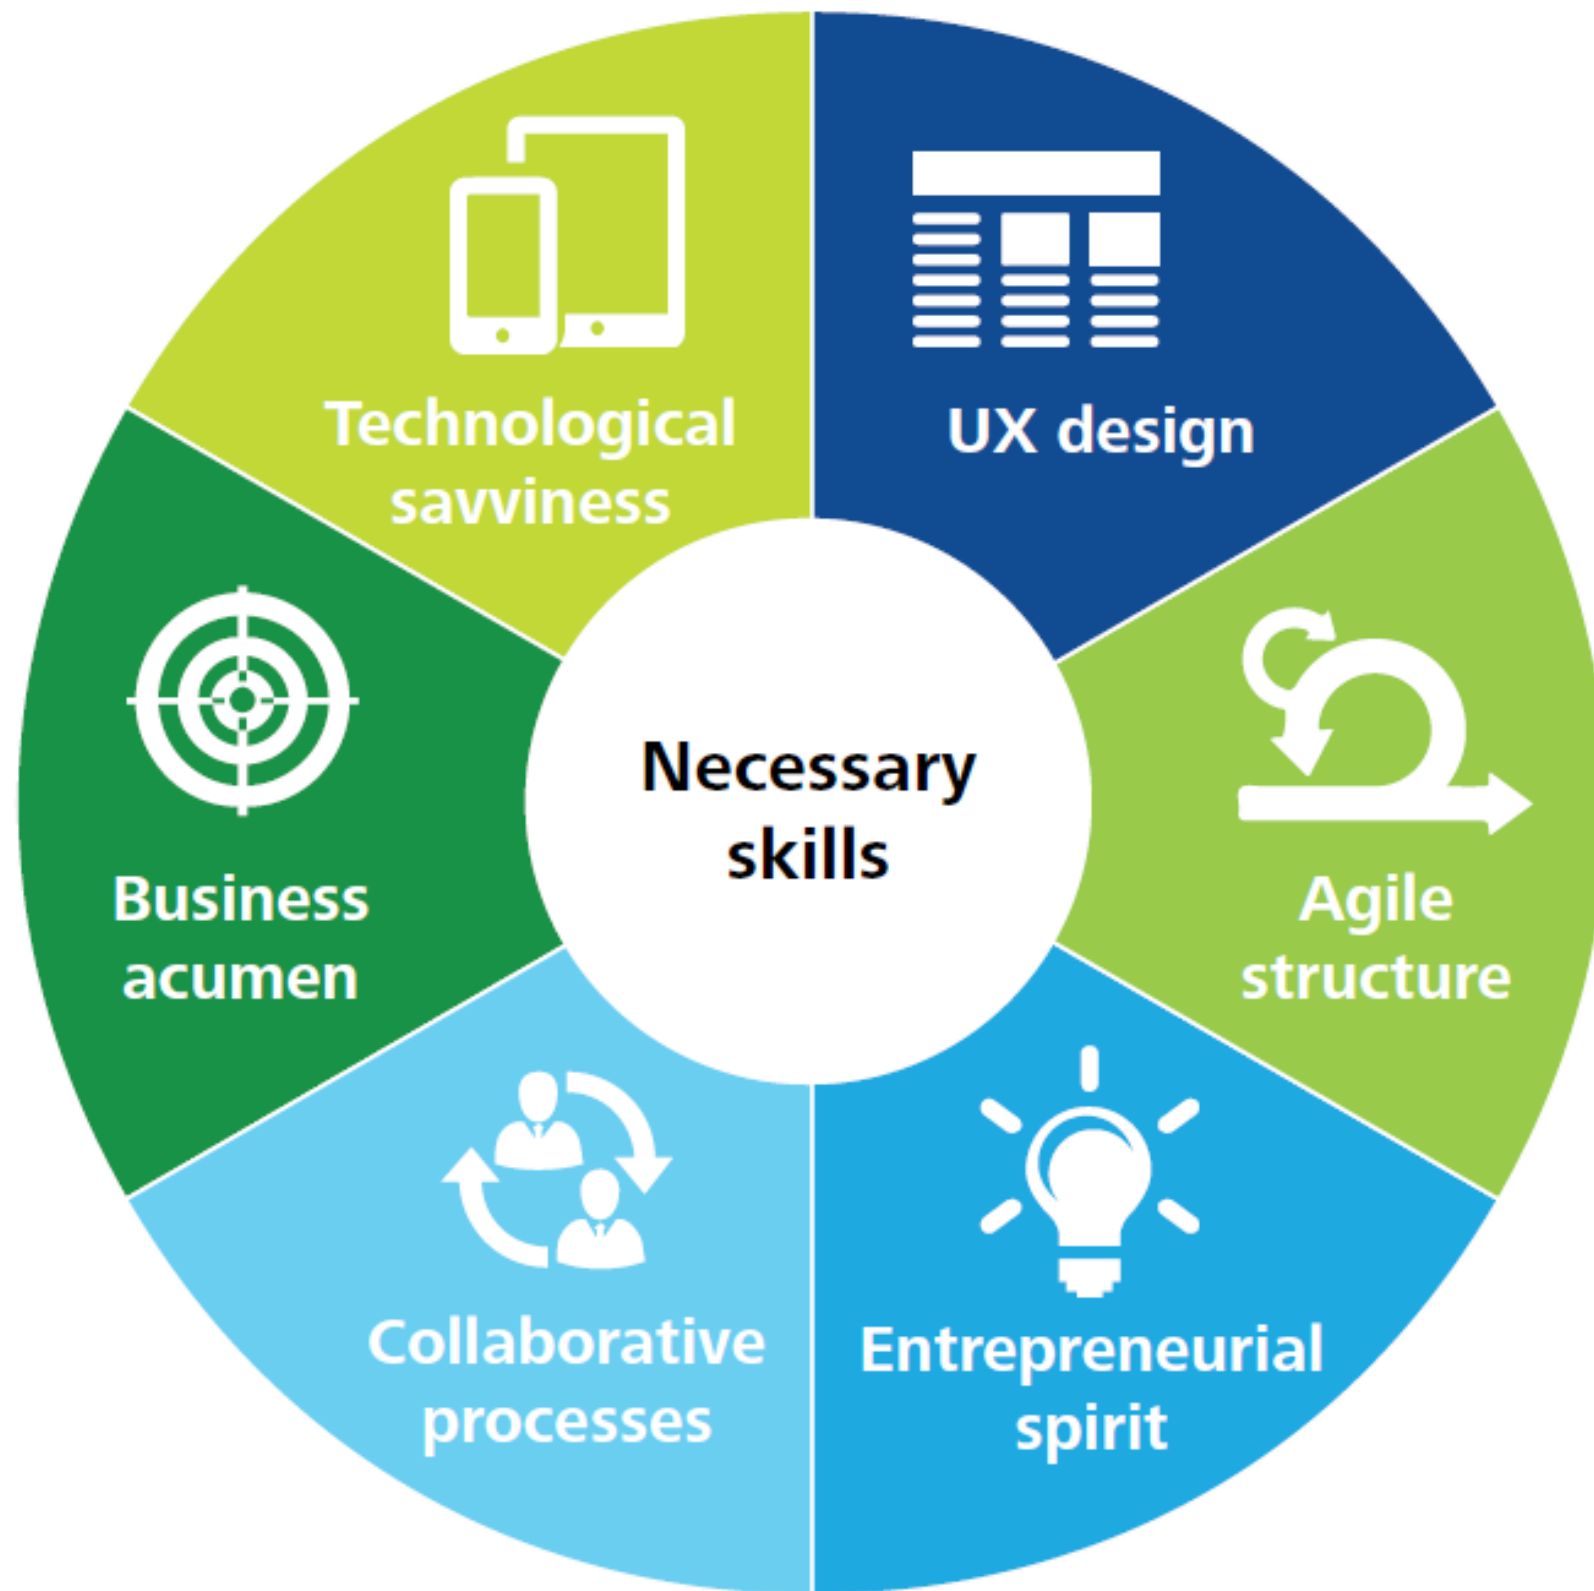 Technological
savviness
UX design
Business
acumen
Necessary
skills
Agile
structure
Collaborative
processes
Entrepreneurial
spirit